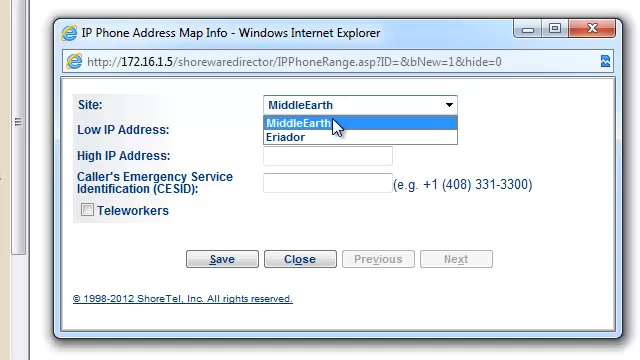 IP Phone Address Map Info - Windows Internet Explorer
http://172.16.1.5/shorewaredirector/IPPhoneRange.asp?ID=&bNew=1&hide=0
Site: MiddleEarth
MiddleEarth
Low IP Address:
Eriador
High IP Address:
Caller's Emergency Service
Identification (CESID): (e.g. +1 (408) 331-3300)
Teleworkers
Save Close Previous Next
© 1998-2012 ShoreTel, Inc. All rights reserved.